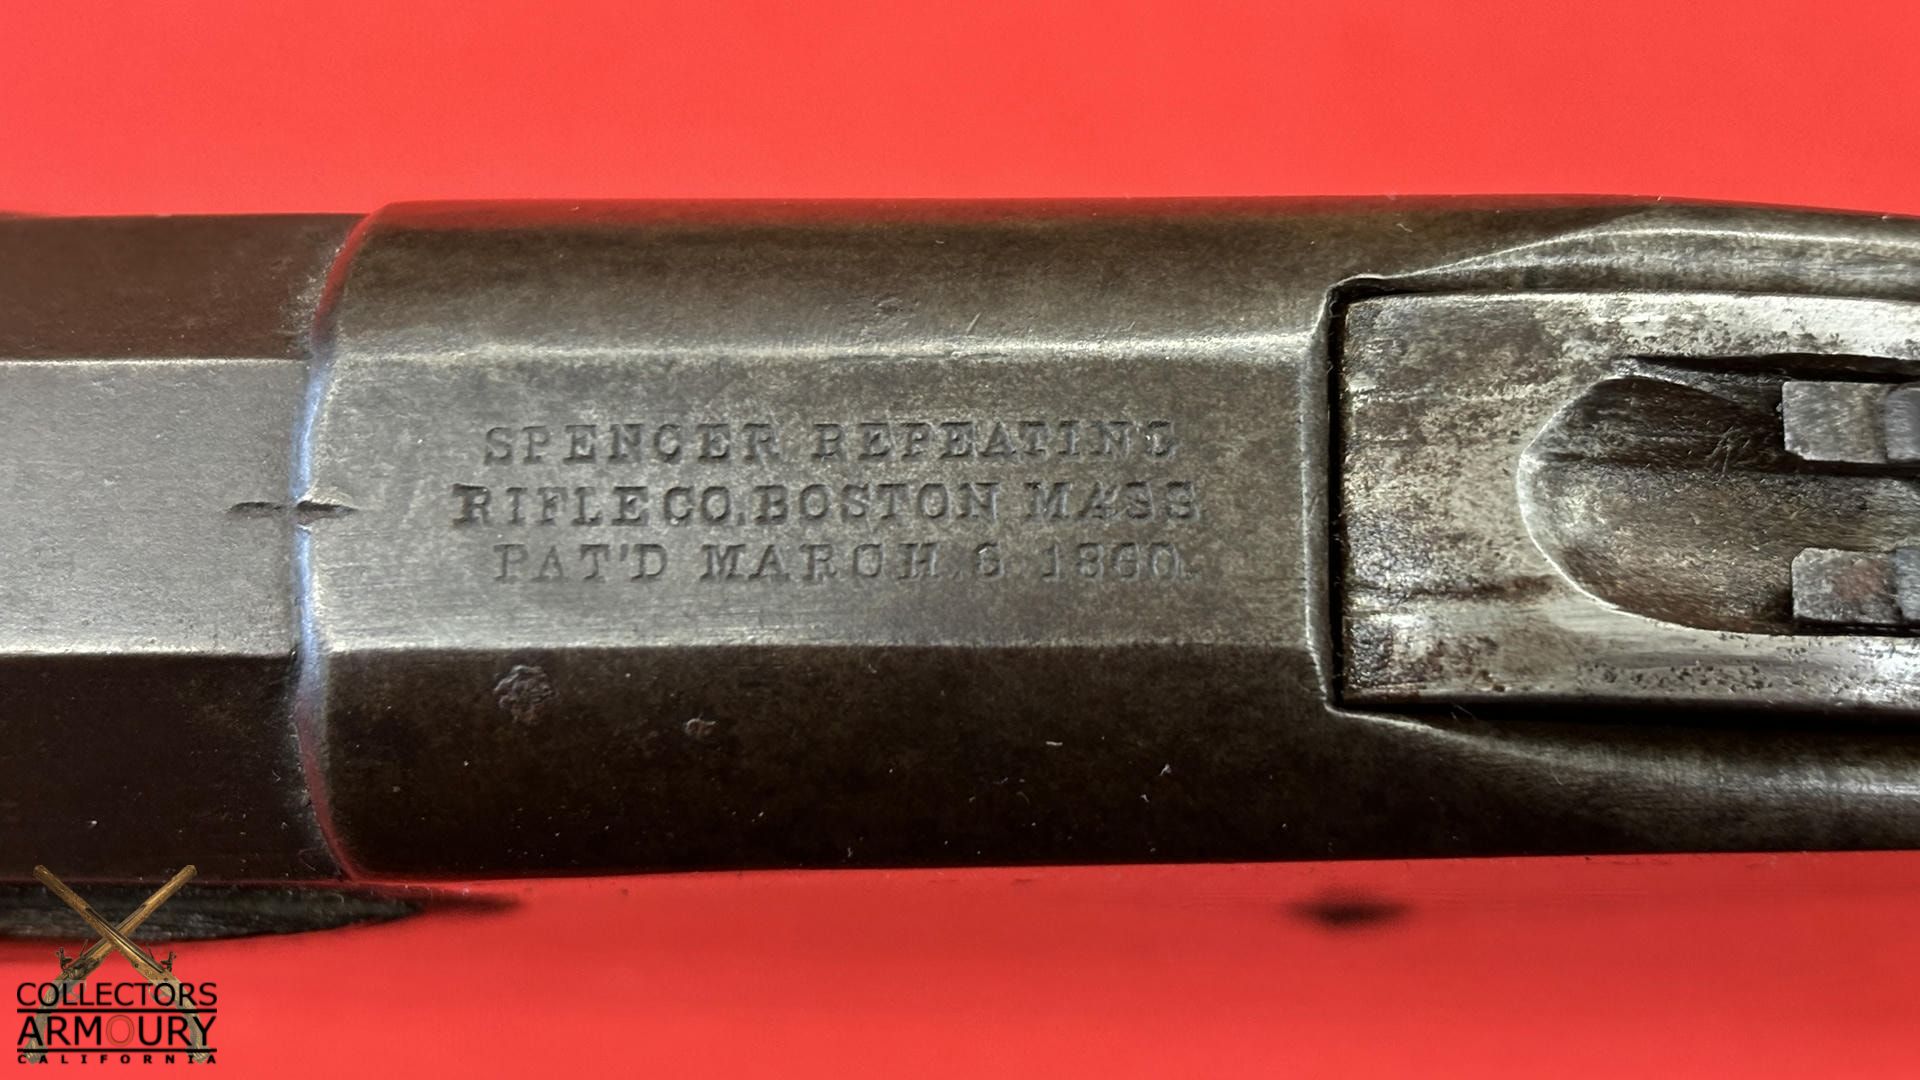 SPENCER REPEATING
RIFLE CO. BOSTON MASS
PAT'D MARCH 6 1860.
COLLECTORS
ARMOURY
CALIFORNIA